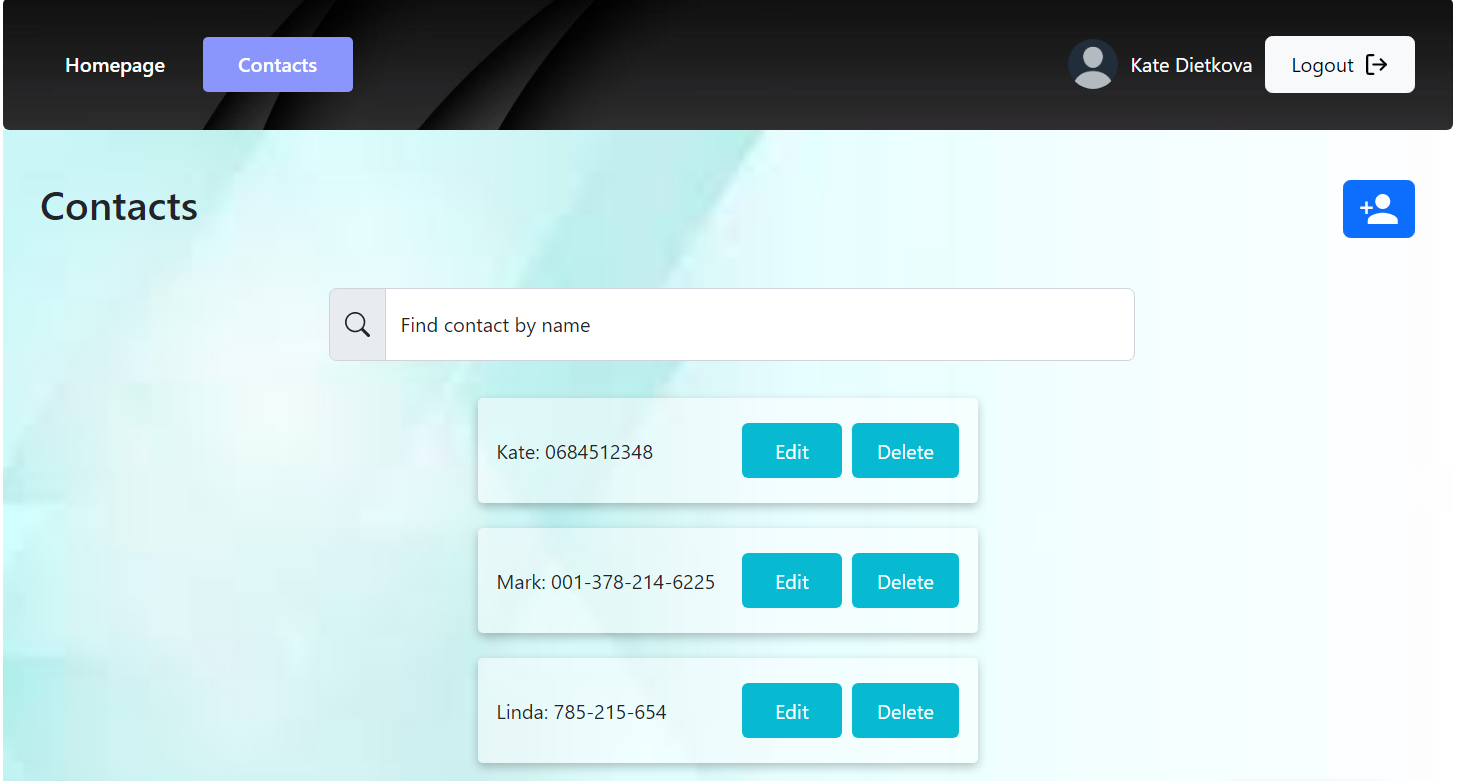 Homepage Contacts Kate Dietkova Logout
Contacts
Find contact by name
Kate: 0684512348 Edit Delete
Mark: 001-378-214-6225 Edit Delete
Linda: 785-215-654 Edit Delete